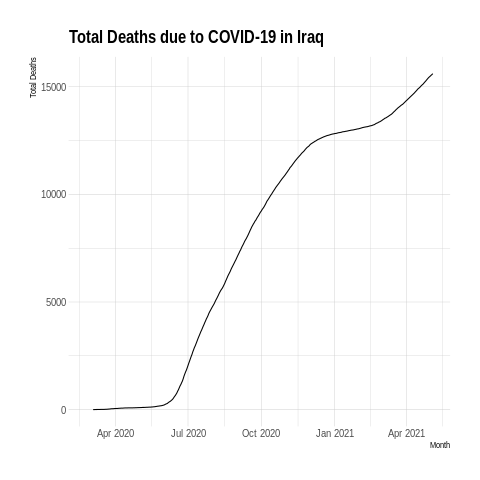 Total Deaths due to COVID-19 in Iraq
Total Deaths
15000
10000
5000
0
Apr 2020 Jul 2020 Oct 2020 Jan 2021 Apr 2021
Month